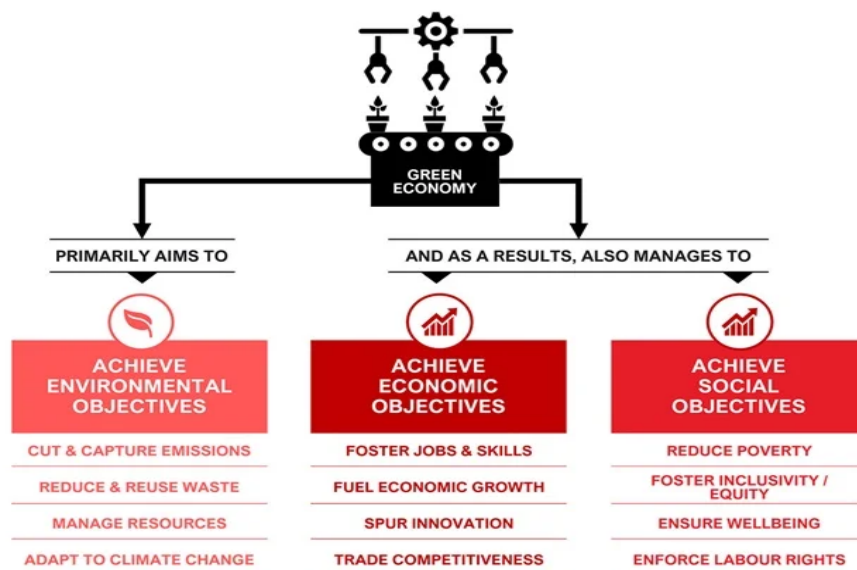 GREEN
ECONOMY
PRIMARILY AIMS TO
AND AS A RESULTS, ALSO MANAGES TO
ACHIEVE
ENVIRONMENTAL
OBJECTIVES
CUT & CAPTURE EMISSIONS
REDUCE & REUSE WASTE
MANAGE RESOURCES
ADAPT TO CLIMATE CHANGE
ACHIEVE
ECONOMIC
OBJECTIVES
FOSTER JOBS & SKILLS
FUEL ECONOMIC GROWTH
SPUR INNOVATION
TRADE COMPETITIVENESS
ACHIEVE
SOCIAL
OBJECTIVES
REDUCE POVERTY
FOSTER INCLUSIVITY /
EQUITY
ENSURE WELLBEING
ENFORCE LABOUR RIGHTS